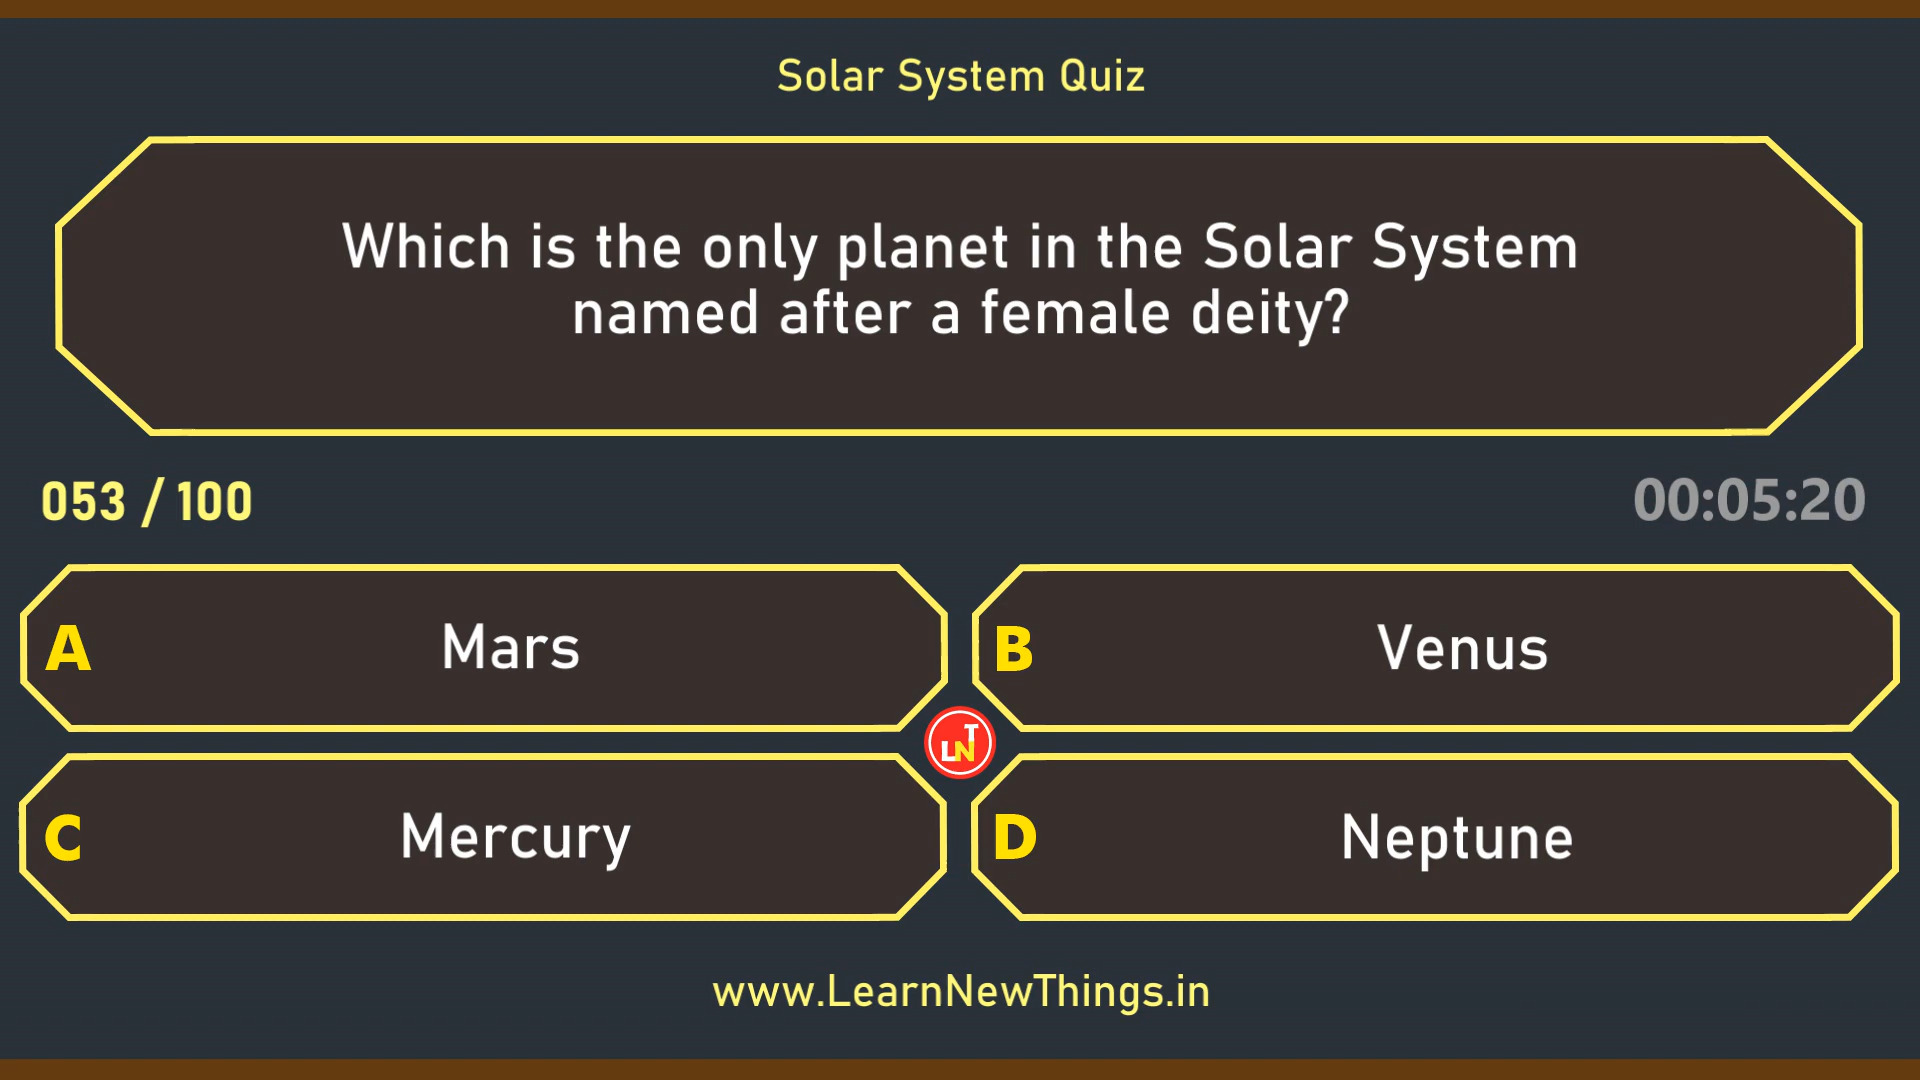 Solar System Quiz
Which is the only planet in the Solar System
named after a female deity?
053 / 100
00:05:20
A
Mars
B
Venus
LNT
C
Mercury
D
Neptune
www.LearnNewThings.in